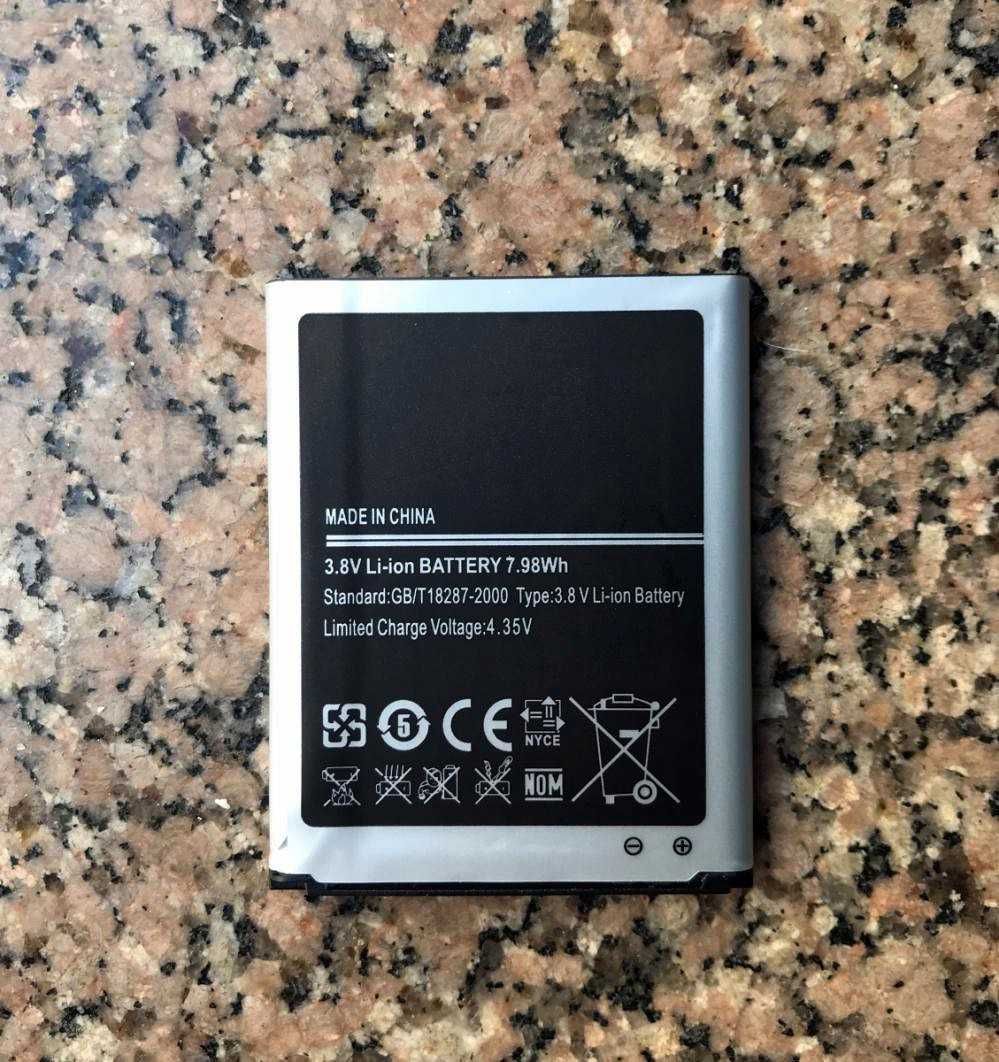 MADE IN CHINA
3.8V Li-ion BATTERY 7.98Wh
Standard:GB/T18287-2000 Type:3.8 V Li-ion Battery
Limited Charge Voltage:4.35V
5 CE NYCE
NOM